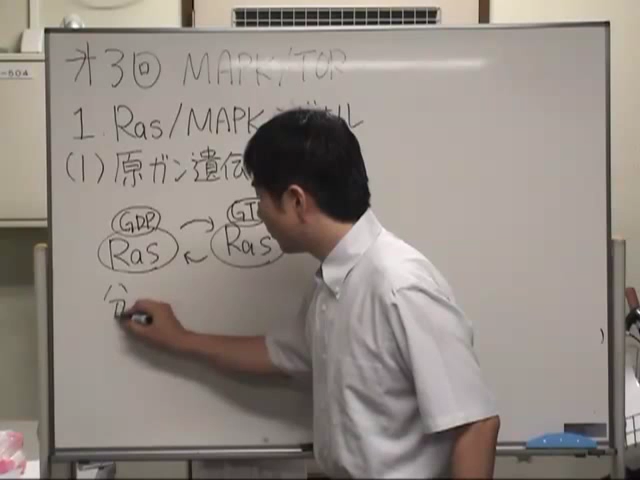 第3回 MAPK/TOR
1. Ras/MAPK シグナル
(1) 原ガン遺伝
GDP
Ras
Ras
分
-504